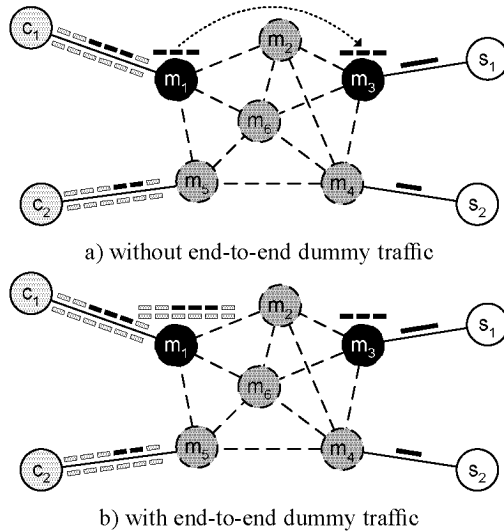 c1
m2
m1
m3
s1
m6
c2
m5
m4
s2
a) without end-to-end dummy traffic
c1
m2
m1
m3
s1
m6
c2
m5
m4
s2
b) with end-to-end dummy traffic